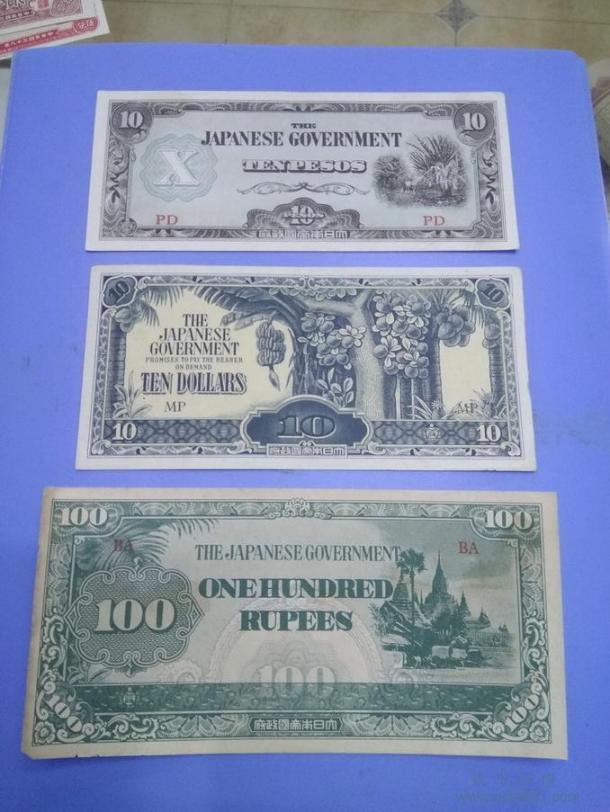 10 10
THE
JAPANESE GOVERNMENT
TEN PESOS
X
PD PD
10
PESOS
府政國帝本日大
10 10
THE
JAPANESE
GOVERNMENT
PROMISES TO PAY THE BEARER
ON DEMAND
TEN DOLLARS
MP MP
10 10 10
府政國帝本日大
100 100
BA BA
THE JAPANESE GOVERNMENT
ONE HUNDRED
100
RUPEES
100
100 100
府政國帝本日大